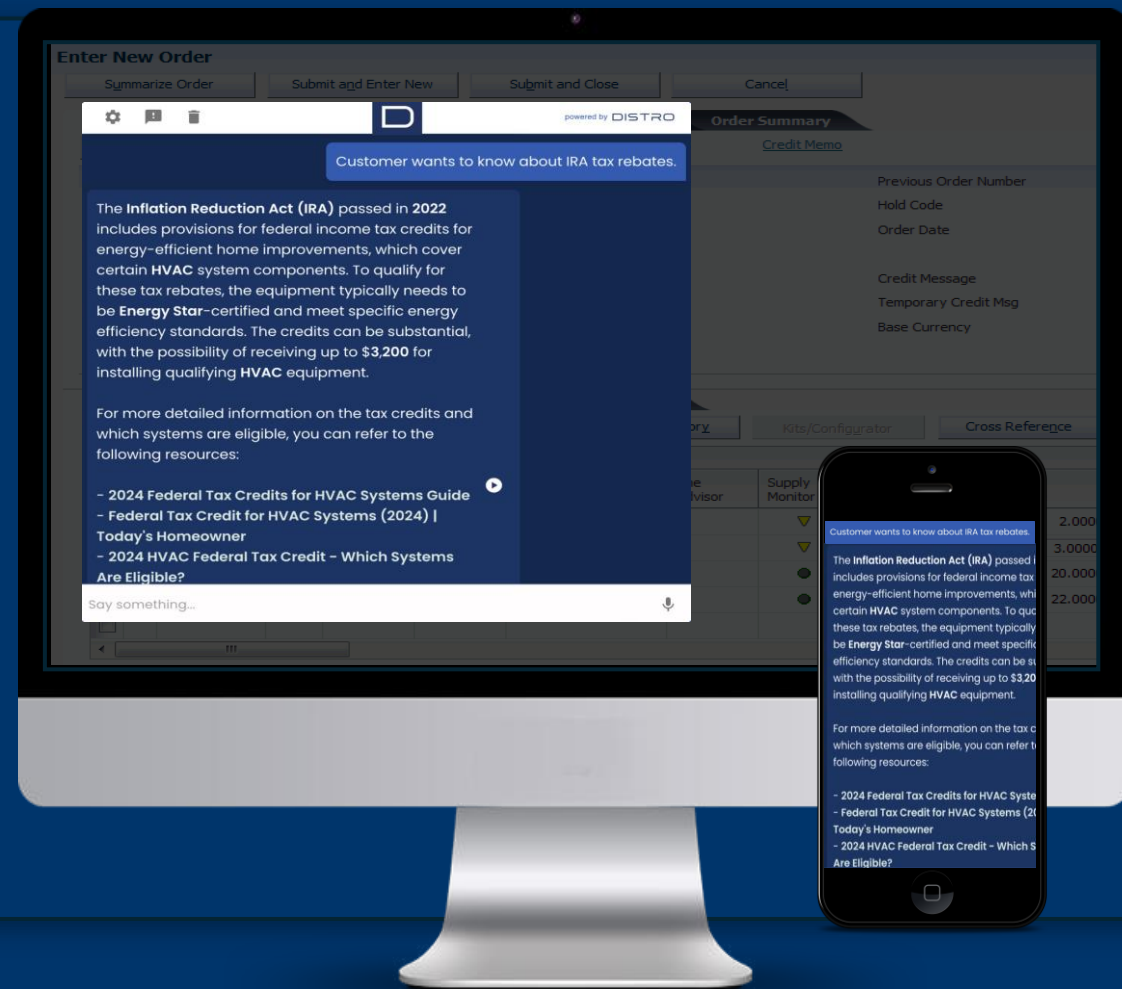 Enter New Order
Summarize Order
Submit and Enter New
Submit and Close
Cancel
powered by DISTRO
Order Summary
Credit Memo
Customer wants to know about IRA tax rebates.
Previous Order Number
Hold Code
Order Date
Credit Message
Temporary Credit Msg
Base Currency
The Inflation Reduction Act (IRA) passed in 2022
includes provisions for federal income tax credits for
energy-efficient home improvements, which cover
certain HVAC system components. To qualify for
these tax rebates, the equipment typically needs to
be Energy Star-certified and meet specific energy
efficiency standards. The credits can be substantial,
with the possibility of receiving up to $3,200 for
installing qualifying HVAC equipment.
For more detailed information on the tax credits and
which systems are eligible, you can refer to the
following resources:
- 2024 Federal Tax Credits for HVAC Systems Guide
- Federal Tax Credit for HVAC Systems (2024) |
Today's Homeowner
- 2024 HVAC Federal Tax Credit - Which Systems
Are Eligible?
Say something...
Kits/Configurator
Cross Reference
Supply
Monitor
2.000
3.0000
20.000
22.000
Customer wants to know about IRA tax rebates.
The Inflation Reduction Act (IRA) passed
includes provisions for federal income tax
energy-efficient home improvements,
certain HVAC system components. To
these tax rebates, the equipment typically
be Energy Star-certified and meet
efficiency standards. The credits can be
with the possibility of receiving up to
installing qualifying HVAC equipment.
For more detailed information on the tax
which systems are eligible, you can refer
following resources:
- 2024 Federal Tax Credits for HVAC
- Federal Tax Credit for HVAC Systems
Today's Homeowner
- 2024 HVAC Federal Tax Credit - Which
Are Eligible?